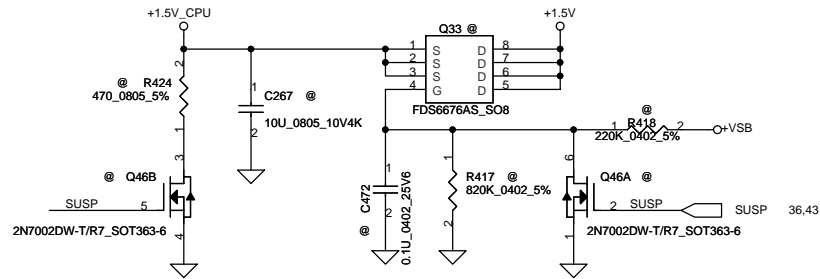 +1.5V_CPU
+1.5V
Q33 @
1 S D 8
2 S D 7
3 S D 6
4 G D 5
FDS6676AS_SO8
2
@ R424
470_0805_5%
1
1
C267 @
10U_0805_10V4K
2
@
R418
1 2
220K_0402_5%
+VSB
3
@ Q46B
SUSP 5
4
2N7002DW-T/R7_SOT363-6
1
C472
2
@
0.1U_0402_25V6
1
R417 @
820K_0402_5%
2
6
Q46A @
2 SUSP
1
2N7002DW-T/R7_SOT363-6
SUSP 36,43